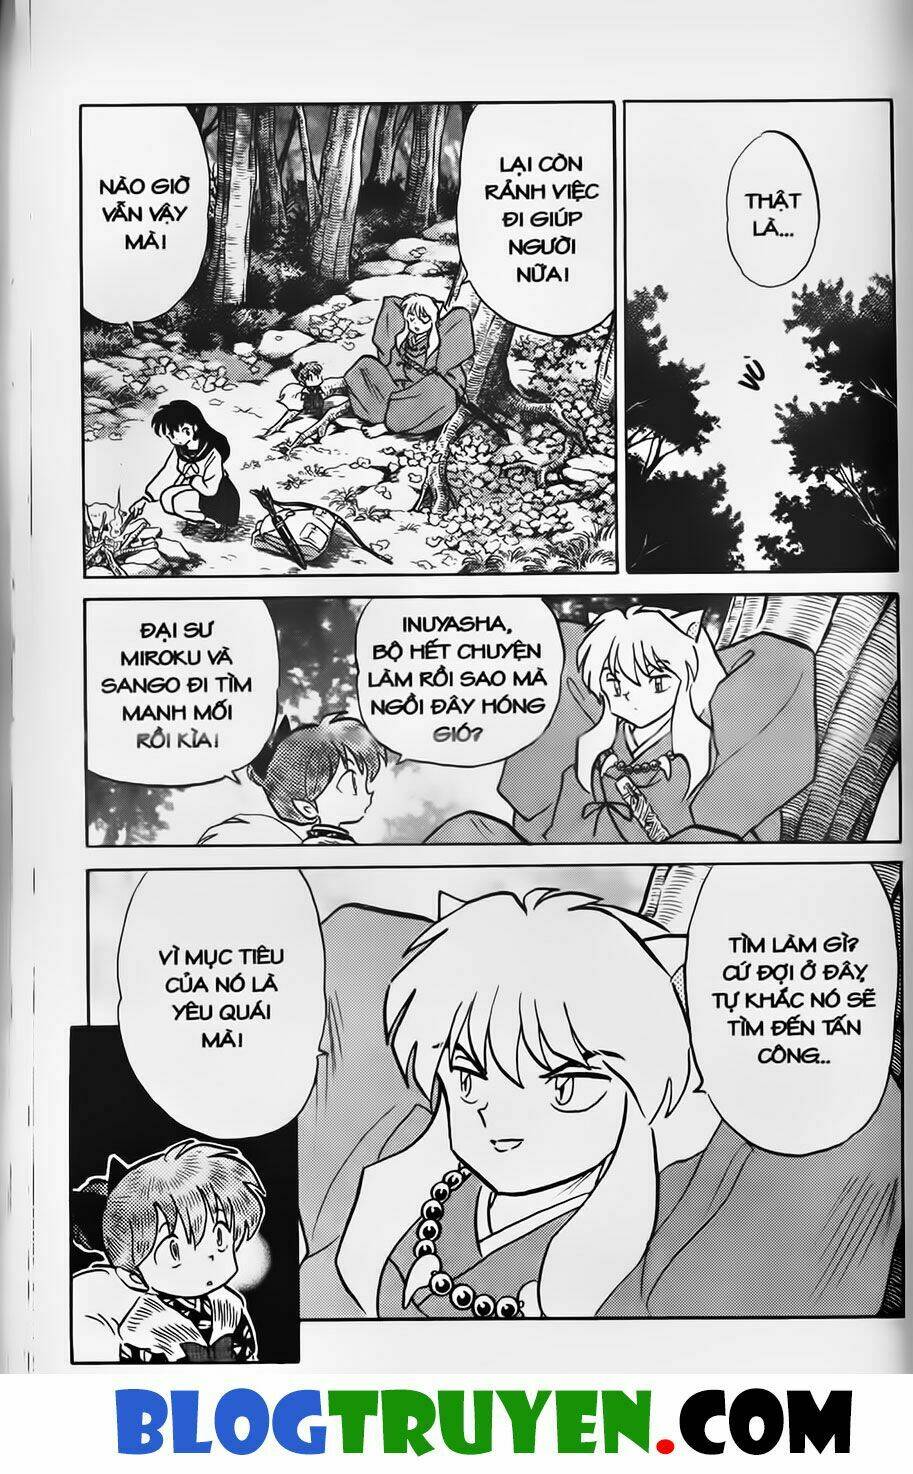 THẬT
LÀ...
VÙ
LẠI CÒN
RẢNH VIỆC
ĐI GIÚP
NGƯỜI
NỮA!
NÀO GIỜ
VẪN VẬY
MÀ!
INUYASHA,
BỘ HẾT CHUYỆN
LÀM RỒI SAO MÀ
NGỒI ĐÂY HÓNG
GIÓ?
ĐẠI SƯ
MIROKU VÀ
SANGO ĐI TÌM
MANH MỐI
RỒI KÌA!
TÌM LÀM GÌ?
CỨ ĐỢI Ở ĐÂY,
TỰ KHẮC NÓ SẼ
TÌM ĐẾN TẤN
CÔNG...
VÌ MỤC TIÊU
CỦA NÓ LÀ
YÊU QUÁI
MÀ!
BLOGTRUYEN.COM